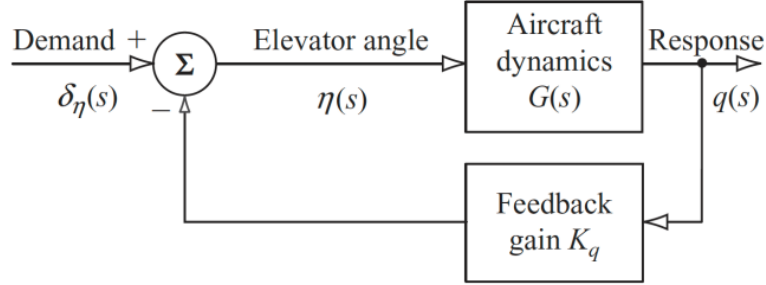 Demand +
δη(s)
Σ
−
Elevator angle
η(s)
Aircraft
dynamics
G(s)
Response
q(s)
Feedback
gain Kq